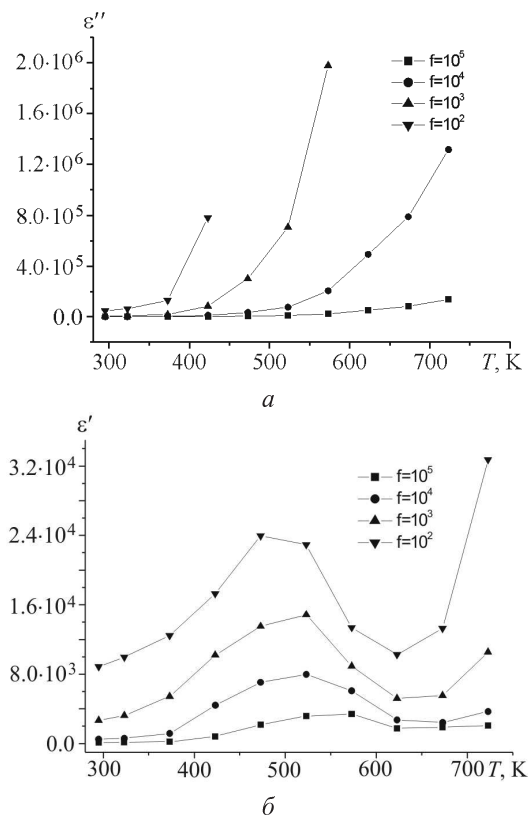 ε′′
2.0·10⁶
1.6·10⁶
1.2·10⁶
8.0·10⁵
4.0·10⁵
0.0
f=10⁵
f=10⁴
f=10³
f=10²
300 400 500 600 700 T, K
а
ε′
3.2·10⁴
2.4·10⁴
1.6·10⁴
8.0·10³
0.0
f=10⁵
f=10⁴
f=10³
f=10²
300 400 500 600 700 T, K
б